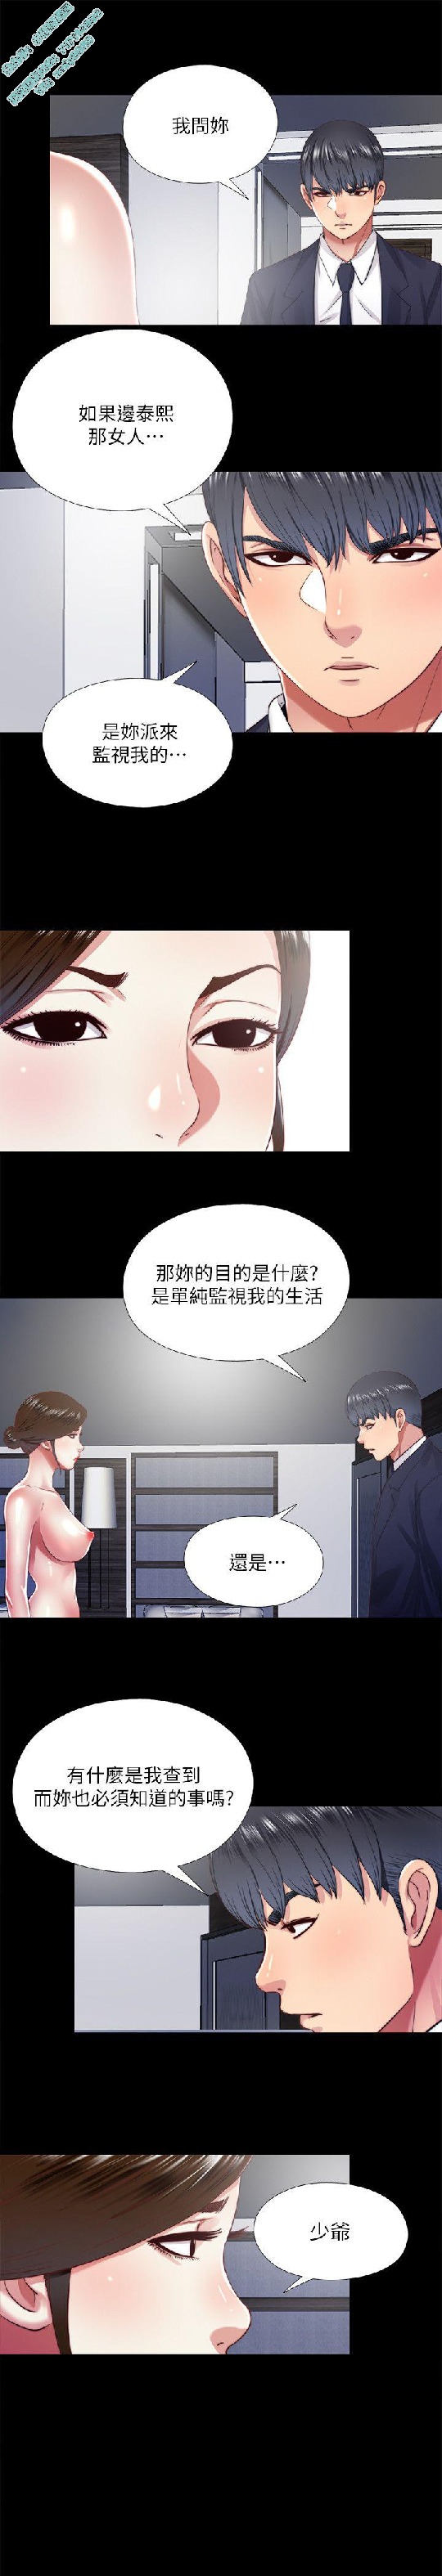 我問妳
如果邊泰熙
那女人⋯
是妳派來
監視我的⋯
那妳的目的是什麼?
是單純監視我的生活
還是⋯
有什麼是我查到
而妳也必須知道的事嗎?
少爺